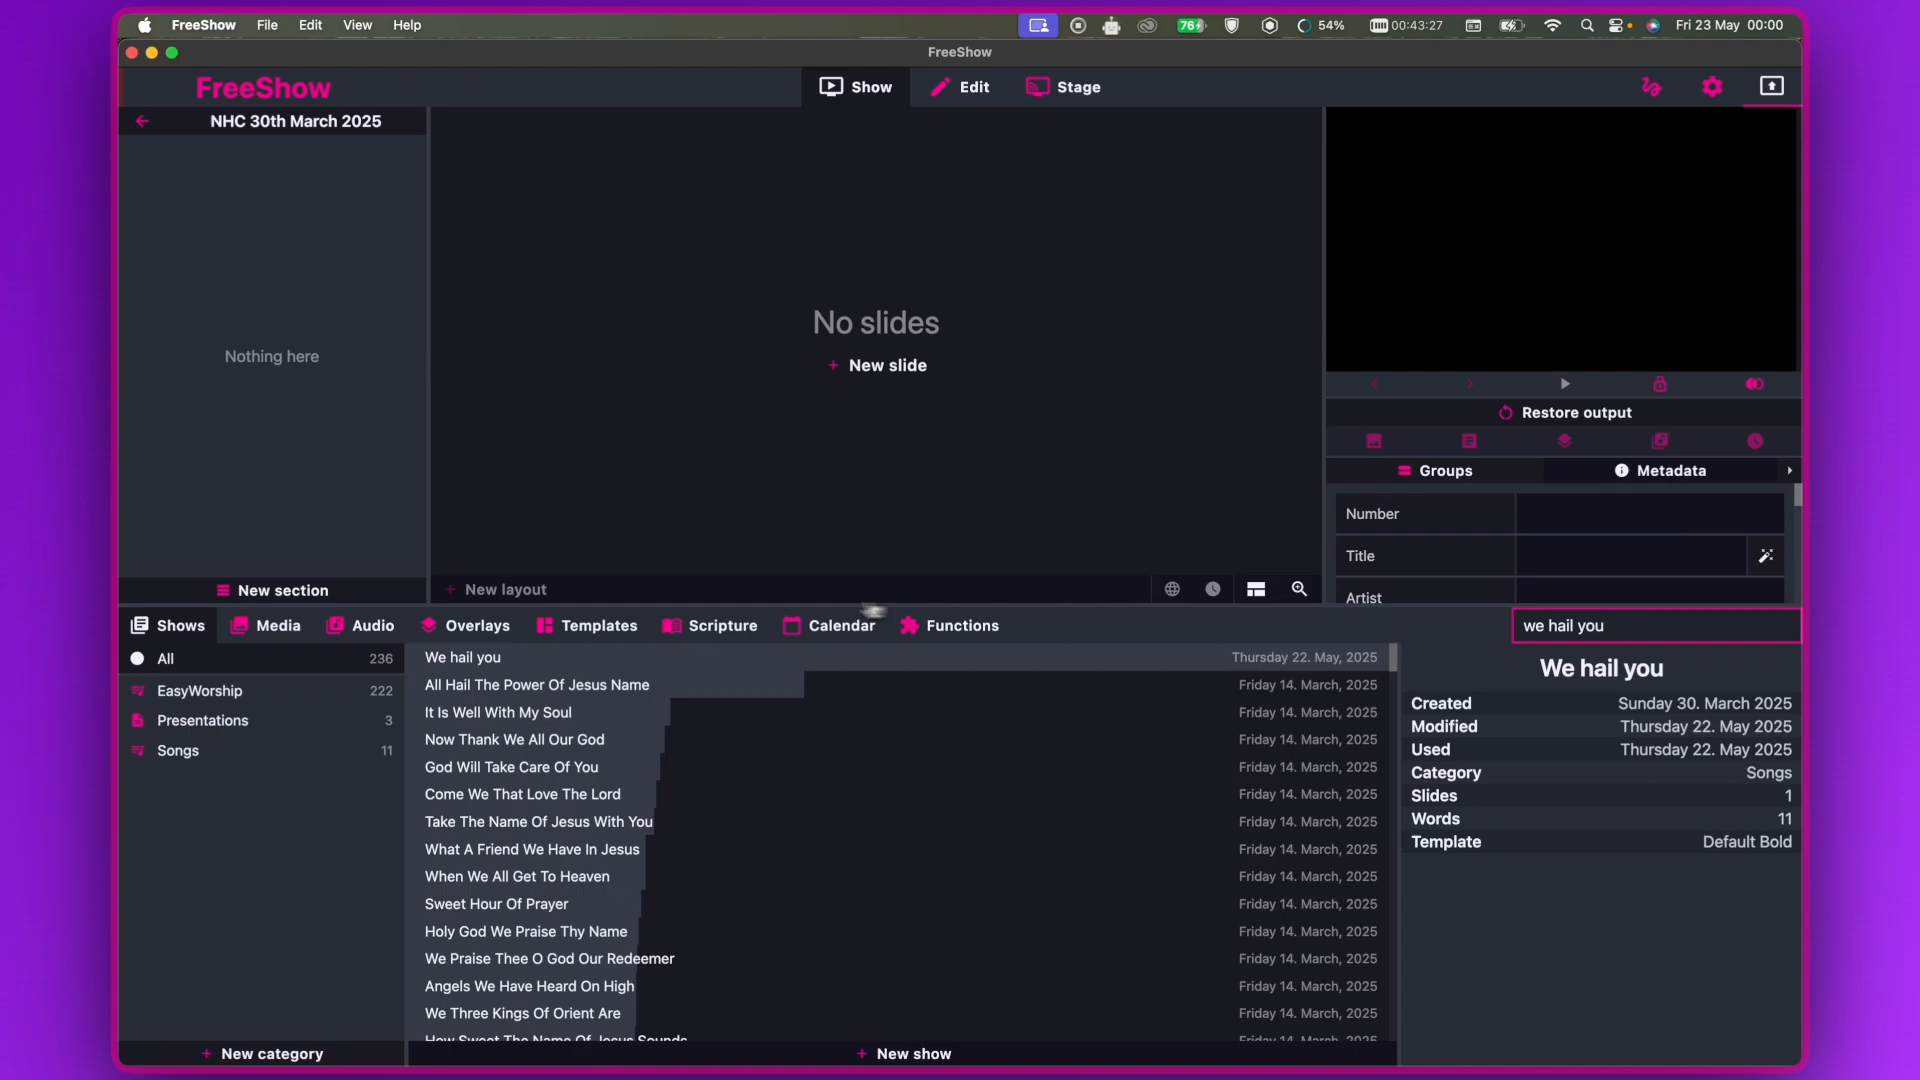 FreeShow File Edit View Help
76 54% 00:43:27 Fri 23 May 00:00
FreeShow
FreeShow
Show Edit Stage
NHC 30th March 2025
Nothing here
New section
No slides
+ New slide
+ New layout
Restore output
Groups Metadata
Number
Title
Artist
Shows Media Audio Overlays Templates Scripture Calendar Functions
we hail you
All 236
EasyWorship 222
Presentations 3
Songs 11
+ New category
We hail you Thursday 22. May, 2025
All Hail The Power Of Jesus Name Friday 14. March, 2025
It Is Well With My Soul Friday 14. March, 2025
Now Thank We All Our God Friday 14. March, 2025
God Will Take Care Of You Friday 14. March, 2025
Come We That Love The Lord Friday 14. March, 2025
Take The Name Of Jesus With You Friday 14. March, 2025
What A Friend We Have In Jesus Friday 14. March, 2025
When We All Get To Heaven Friday 14. March, 2025
Sweet Hour Of Prayer Friday 14. March, 2025
Holy God We Praise Thy Name Friday 14. March, 2025
We Praise Thee O God Our Redeemer Friday 14. March, 2025
Angels We Have Heard On High Friday 14. March, 2025
We Three Kings Of Orient Are Friday 14. March, 2025
How Sweet The Name Of Jesus Sounds Friday 14. March, 2025
+ New show
We hail you
Created Sunday 30. March 2025
Modified Thursday 22. May 2025
Used Thursday 22. May 2025
Category Songs
Slides 1
Words 11
Template Default Bold